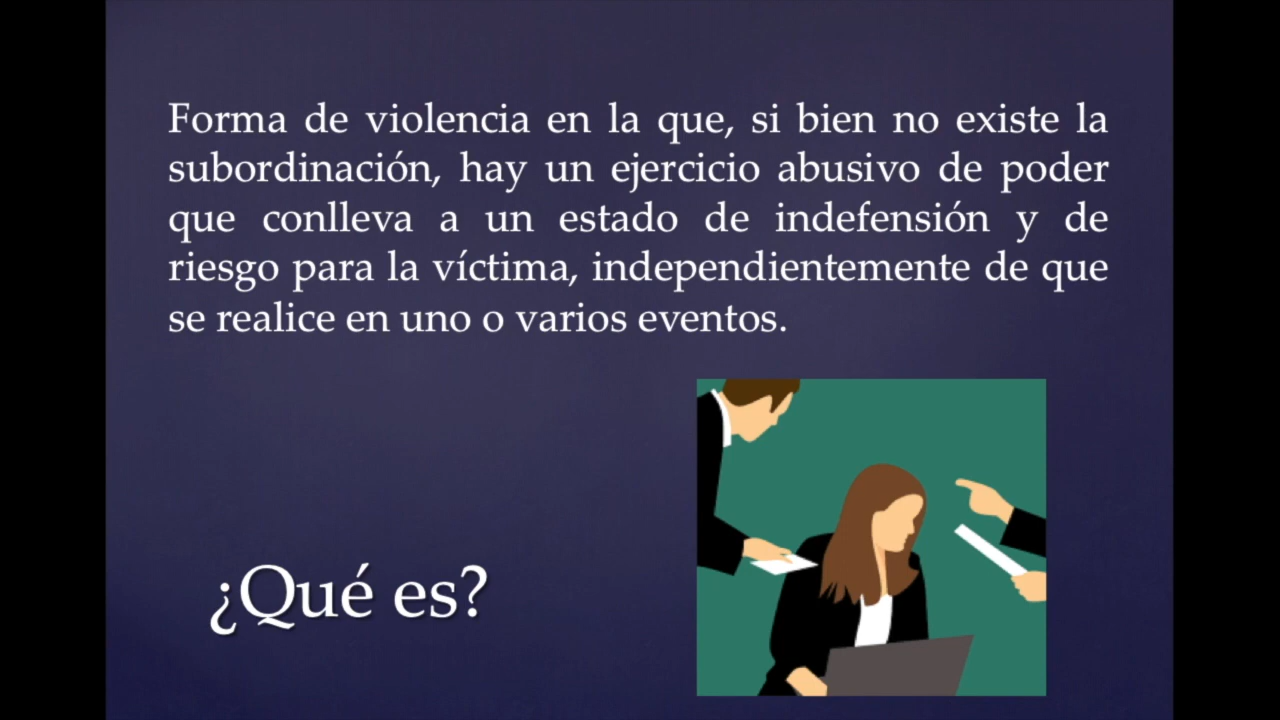 Forma de violencia en la que, si bien no existe la
subordinación, hay un ejercicio abusivo de poder
que conlleva a un estado de indefensión y de
riesgo para la víctima, independientemente de que
se realice en uno o varios eventos.
¿Qué es?